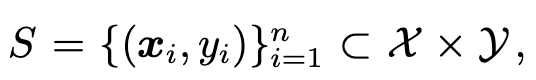 S = {(𝒙ᵢ, yᵢ)}ⁿᵢ₌₁ ⊂ 𝒳 × 𝒴,